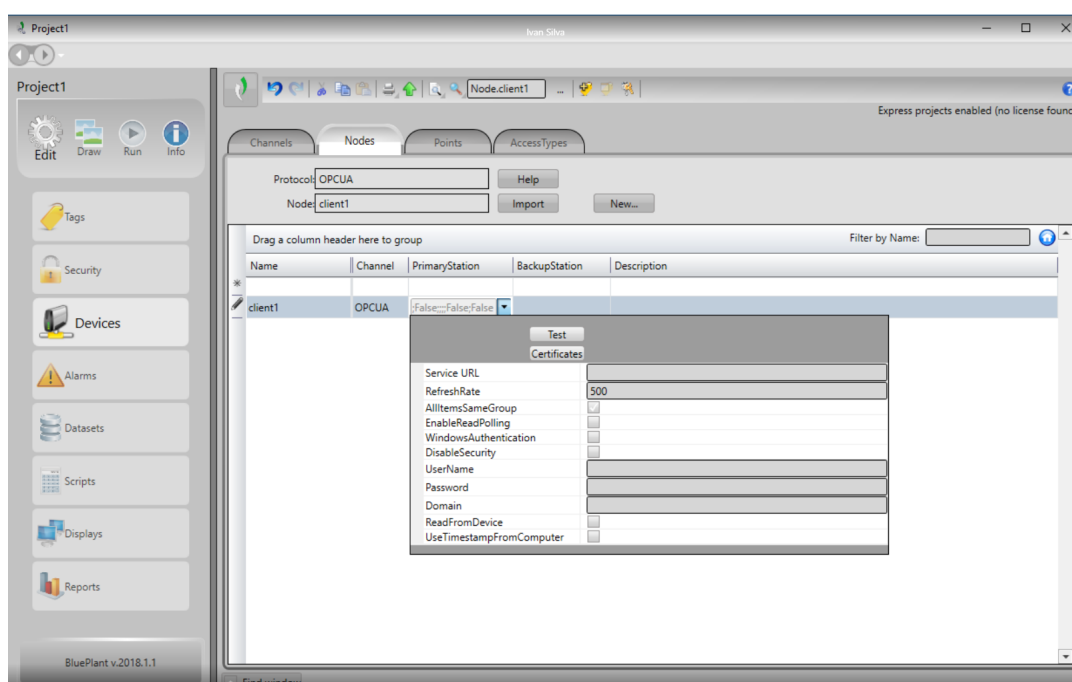 Project1
Ivan Silva
Project1
Edit Draw Run Info
Tags
Security
Devices
Alarms
Datasets
Scripts
Displays
Reports
BluePlant v.2018.1.1
Node.client1 ...
Express projects enabled (no license found
Channels Nodes Points AccessTypes
Protocol: OPCUA Help
Node: client1 Import New...
Drag a column header here to group Filter by Name:
Name Channel PrimaryStation BackupStation Description
client1 OPCUA ;False;;;;False;False
Test
Certificates
Service URL
RefreshRate 500
AllItemsSameGroup
EnableReadPolling
WindowsAuthentication
DisableSecurity
UserName
Password
Domain
ReadFromDevice
UseTimestampFromComputer
Find window